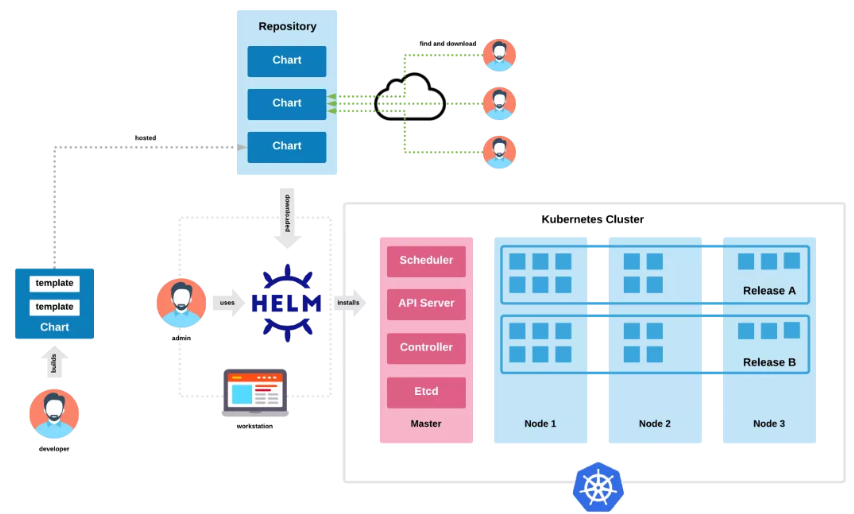 Repository
Chart
Chart
Chart
find and download
hosted
downloaded
template
template
Chart
builds
developer
admin
uses
HELM
installs
workstation
Kubernetes Cluster
Scheduler
API Server
Controller
Etcd
Master
Release A
Release B
Node 1
Node 2
Node 3